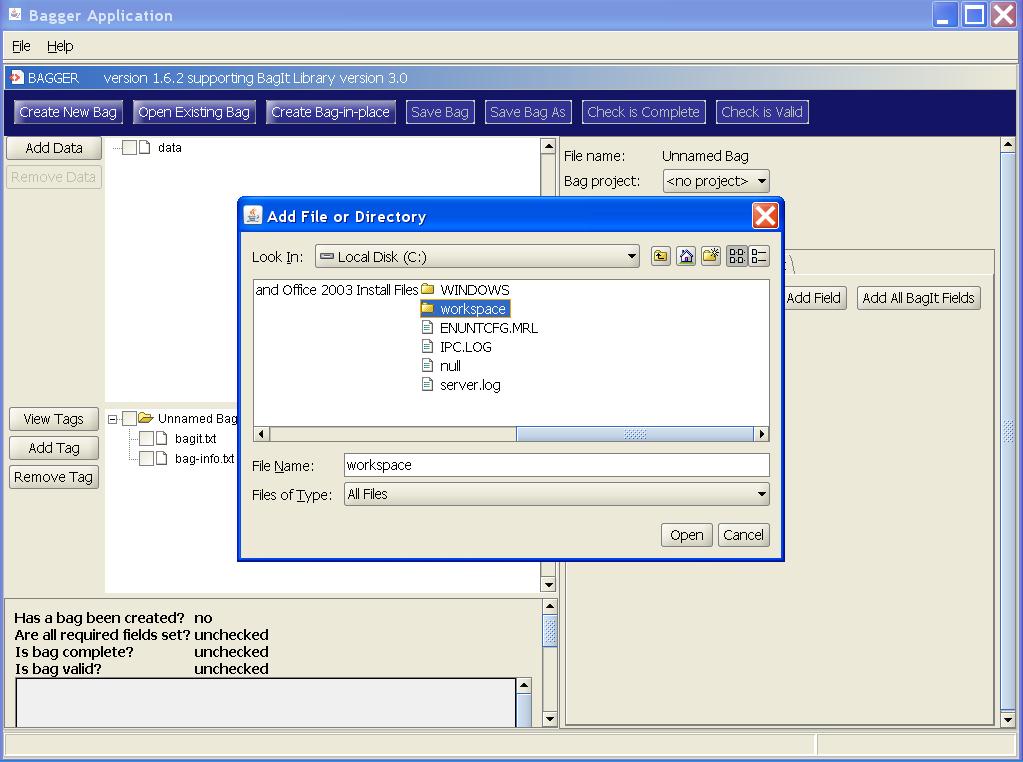 Bagger Application
File Help
BAGGER version 1.6.2 supporting BagIt Library version 3.0
Create New Bag Open Existing Bag Create Bag-in-place Save Bag Save Bag As Check is Complete Check is Valid
Add Data
Remove Data
data
File name: Unnamed Bag
Bag project: <no project>
Add File or Directory
Look In: Local Disk (C:)
and Office 2003 Install Files
WINDOWS
workspace
ENUNTCFG.MRL
IPC.LOG
null
server.log
File Name: workspace
Files of Type: All Files
Open Cancel
Add Field Add All BagIt Fields
View Tags
Add Tag
Remove Tag
Unnamed Bag
bagit.txt
bag-info.txt
Has a bag been created? no
Are all required fields set? unchecked
Is bag complete? unchecked
Is bag valid? unchecked